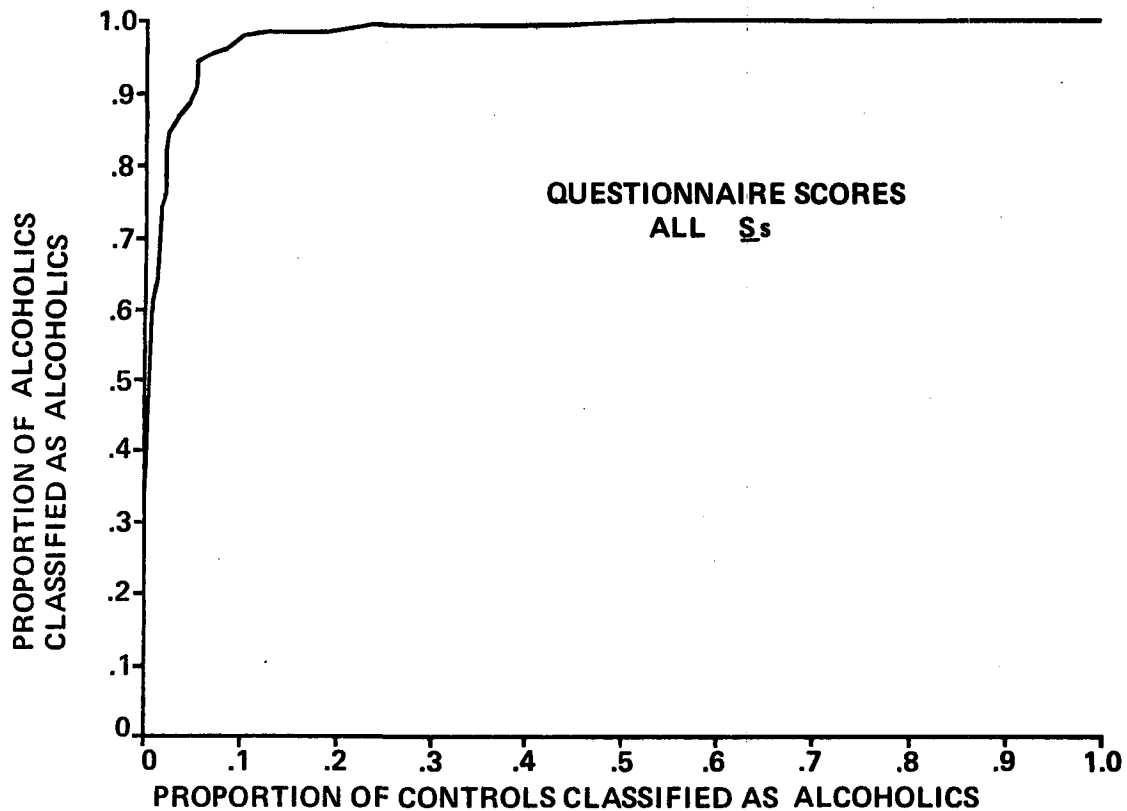 1.0
.9
.8
.7
.6
.5
.4
.3
.2
.1
0
PROPORTION OF ALCOHOLICS
CLASSIFIED AS ALCOHOLICS
QUESTIONNAIRE SCORES
ALL Ss
0 .1 .2 .3 .4 .5 .6 .7 .8 .9 1.0
PROPORTION OF CONTROLS CLASSIFIED AS ALCOHOLICS